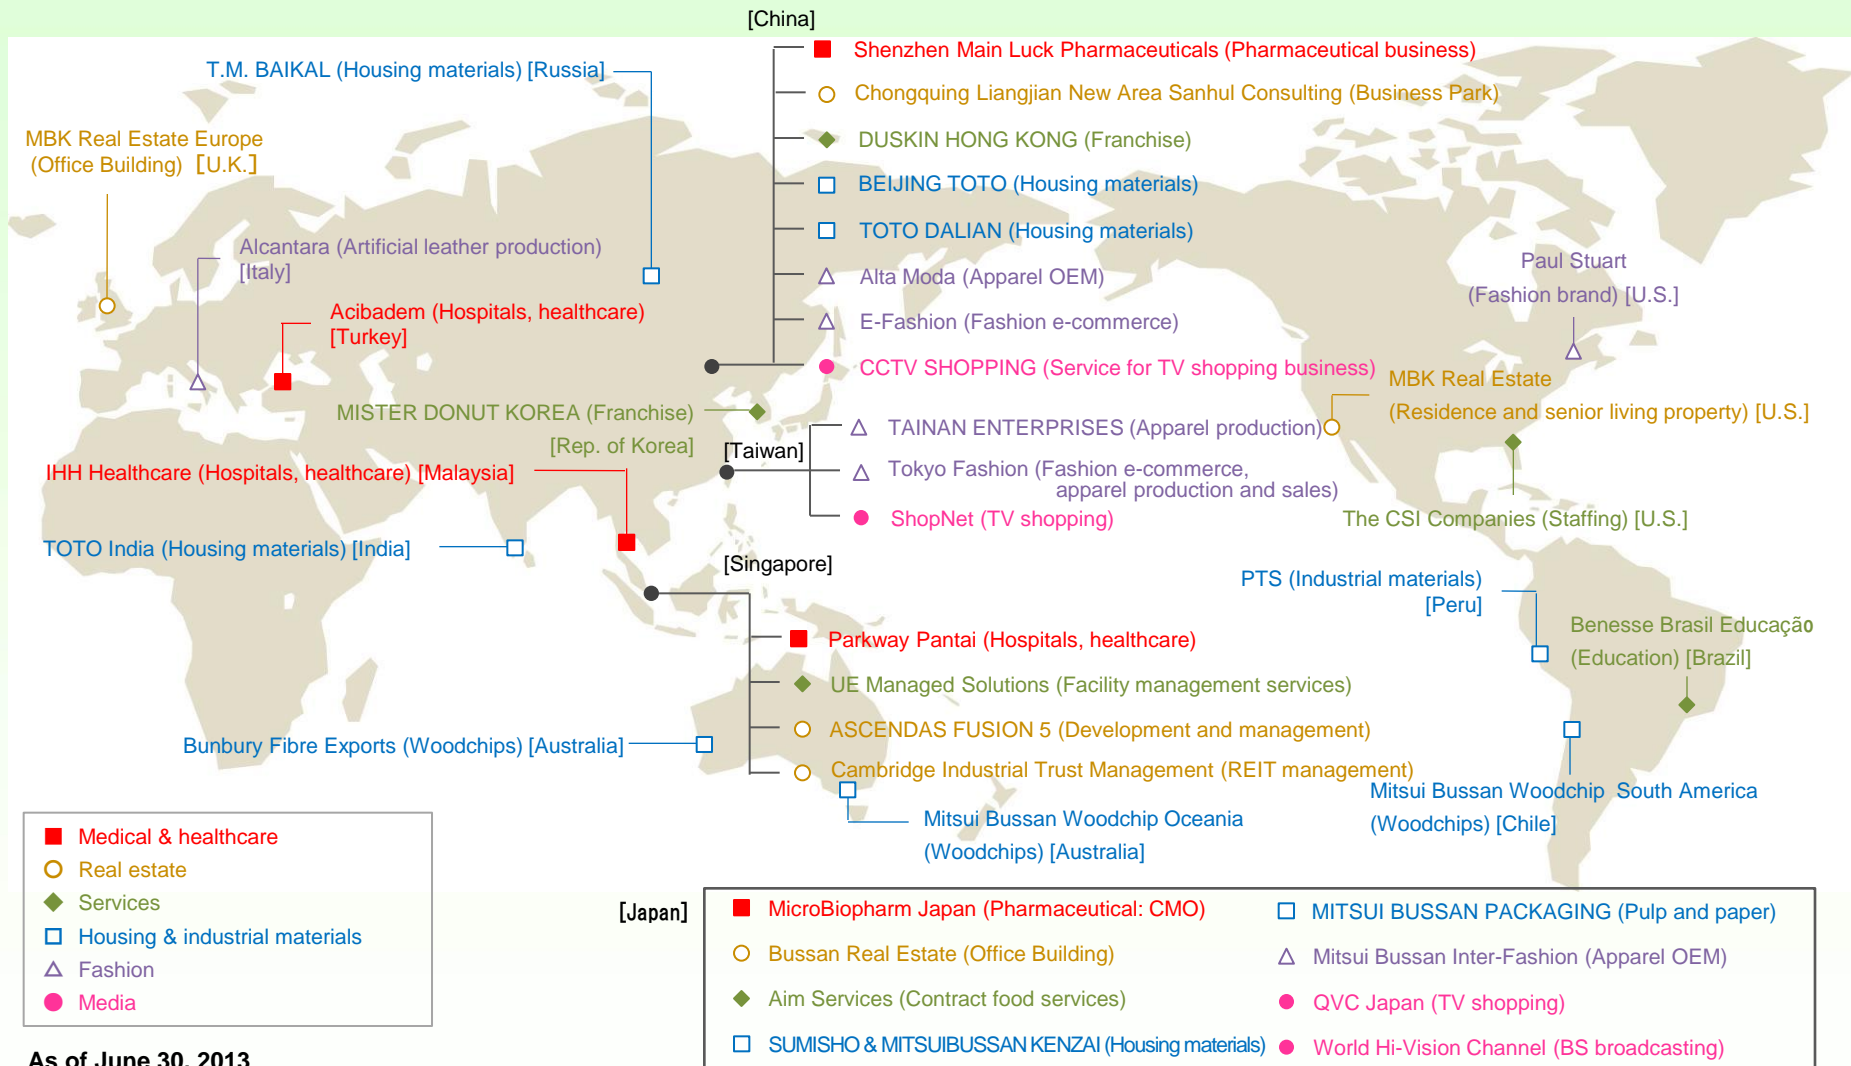 [China]
Shenzhen Main Luck Pharmaceuticals (Pharmaceutical business)
T.M. BAIKAL (Housing materials) [Russia]
Chongquing Liangjian New Area Sanhul Consulting (Business Park)
MBK Real Estate Europe
(Office Building) [U.K.]
DUSKIN HONG KONG (Franchise)
BEIJING TOTO (Housing materials)
TOTO DALIAN (Housing materials)
Alcantara (Artificial leather production)
[Italy]
Alta Moda (Apparel OEM)
Paul Stuart
(Fashion brand) [U.S.]
Acibadem (Hospitals, healthcare)
[Turkey]
E-Fashion (Fashion e-commerce)
CCTV SHOPPING (Service for TV shopping business)
MBK Real Estate
(Residence and senior living property) [U.S.]
MISTER DONUT KOREA (Franchise)
[Rep. of Korea]
[Taiwan]
TAINAN ENTERPRISES (Apparel production)
Tokyo Fashion (Fashion e-commerce,
apparel production and sales)
ShopNet (TV shopping)
IHH Healthcare (Hospitals, healthcare) [Malaysia]
The CSI Companies (Staffing) [U.S.]
TOTO India (Housing materials) [India]
[Singapore]
PTS (Industrial materials)
[Peru]
Benesse Brasil Educação
(Education) [Brazil]
Parkway Pantai (Hospitals, healthcare)
UE Managed Solutions (Facility management services)
ASCENDAS FUSION 5 (Development and management)
Cambridge Industrial Trust Management (REIT management)
Bunbury Fibre Exports (Woodchips) [Australia]
Mitsui Bussan Woodchip Oceania
(Woodchips) [Australia]
Mitsui Bussan Woodchip South America
(Woodchips) [Chile]
Medical & healthcare
Real estate
Services
Housing & industrial materials
Fashion
Media
[Japan]
MicroBiopharm Japan (Pharmaceutical: CMO)
Bussan Real Estate (Office Building)
Aim Services (Contract food services)
SUMISHO & MITSUIBUSSAN KENZAI (Housing materials)
MITSUI BUSSAN PACKAGING (Pulp and paper)
Mitsui Bussan Inter-Fashion (Apparel OEM)
QVC Japan (TV shopping)
World Hi-Vision Channel (BS broadcasting)
As of June 30, 2013